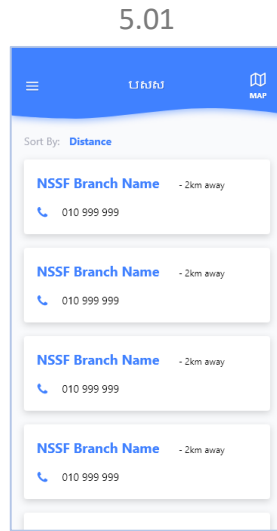 5.01
បសស
MAP
Sort By: Distance
NSSF Branch Name - 2km away
010 999 999
NSSF Branch Name - 2km away
010 999 999
NSSF Branch Name - 2km away
010 999 999
NSSF Branch Name - 2km away
010 999 999